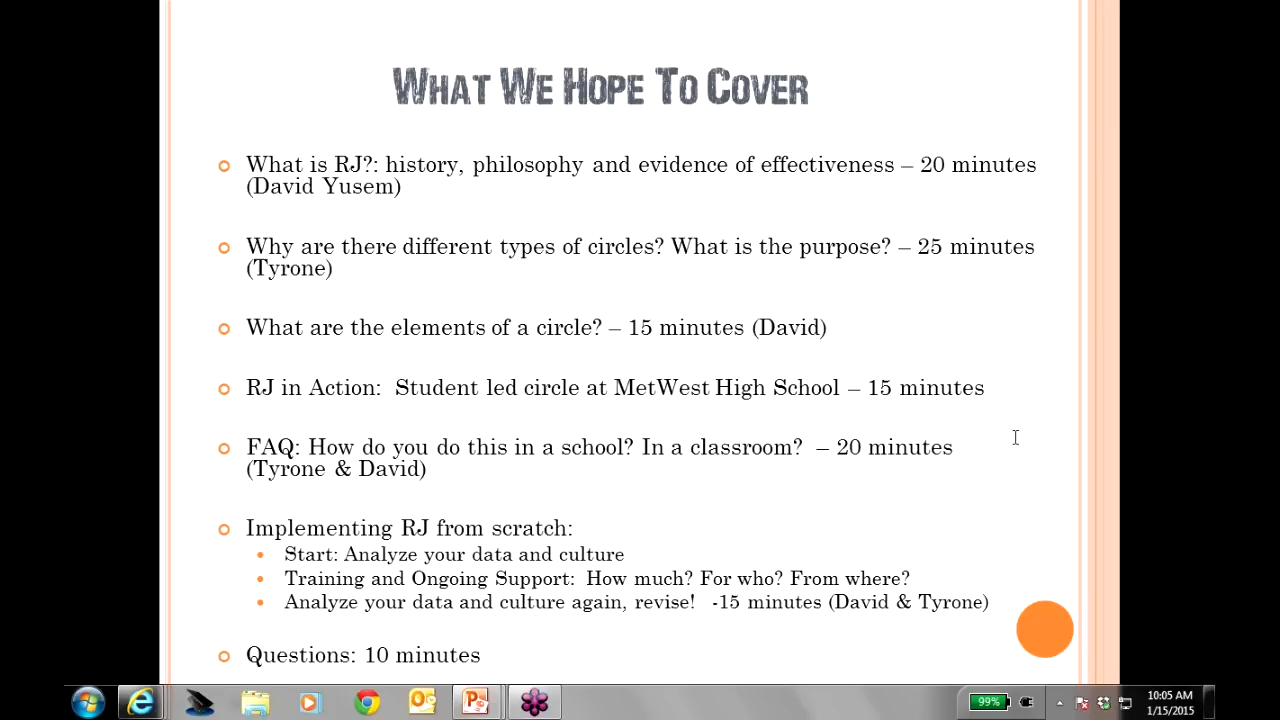 What We Hope To Cover
What is RJ?: history, philosophy and evidence of effectiveness – 20 minutes
(David Yusem)
Why are there different types of circles? What is the purpose? – 25 minutes
(Tyrone)
What are the elements of a circle? – 15 minutes (David)
RJ in Action:  Student led circle at MetWest High School – 15 minutes
FAQ: How do you do this in a school? In a classroom?  – 20 minutes
(Tyrone & David)
Implementing RJ from scratch:
Start: Analyze your data and culture
Training and Ongoing Support:  How much? For who? From where?
Analyze your data and culture again, revise!  -15 minutes (David & Tyrone)
Questions: 10 minutes
99%
10:05 AM
1/15/2015